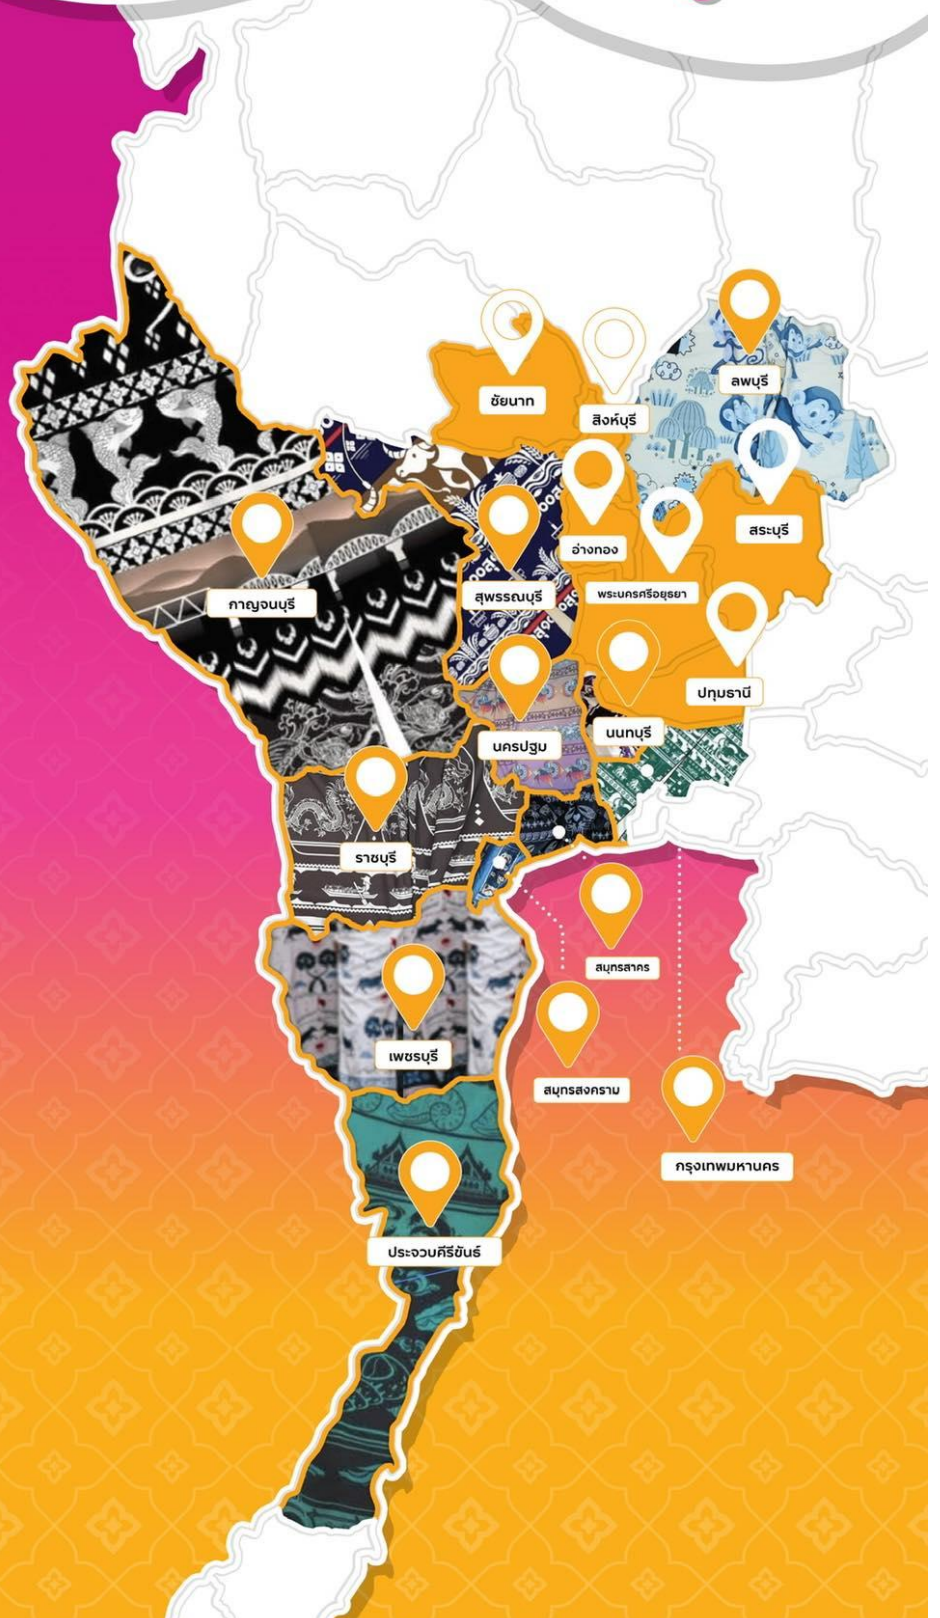 ลพบุรี
ชัยนาท
สิงห์บุรี
สระบุรี
อ่างทอง
พระนครศรีอยุธยา
สุพรรณบุรี
กาญจนบุรี
ปทุมธานี
นนทบุรี
นครปฐม
ราชบุรี
สมุทรสาคร
เพชรบุรี
สมุทรสงคราม
กรุงเทพมหานคร
ประจวบคีรีขันธ์